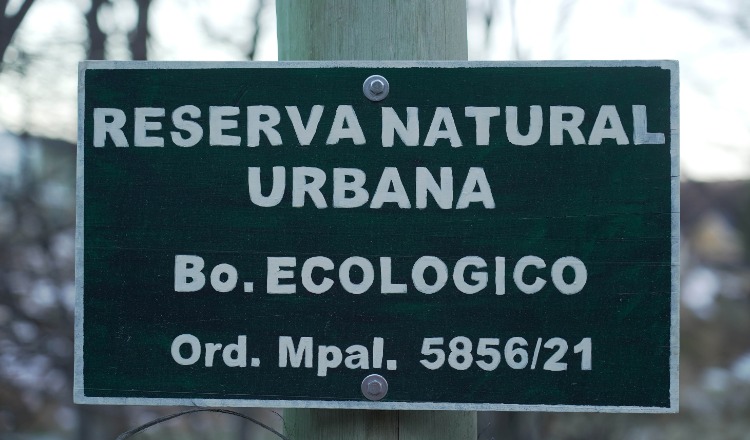 RESERVA NATURAL
URBANA
Bo. ECOLOGICO
Ord. Mpal. 5856/21